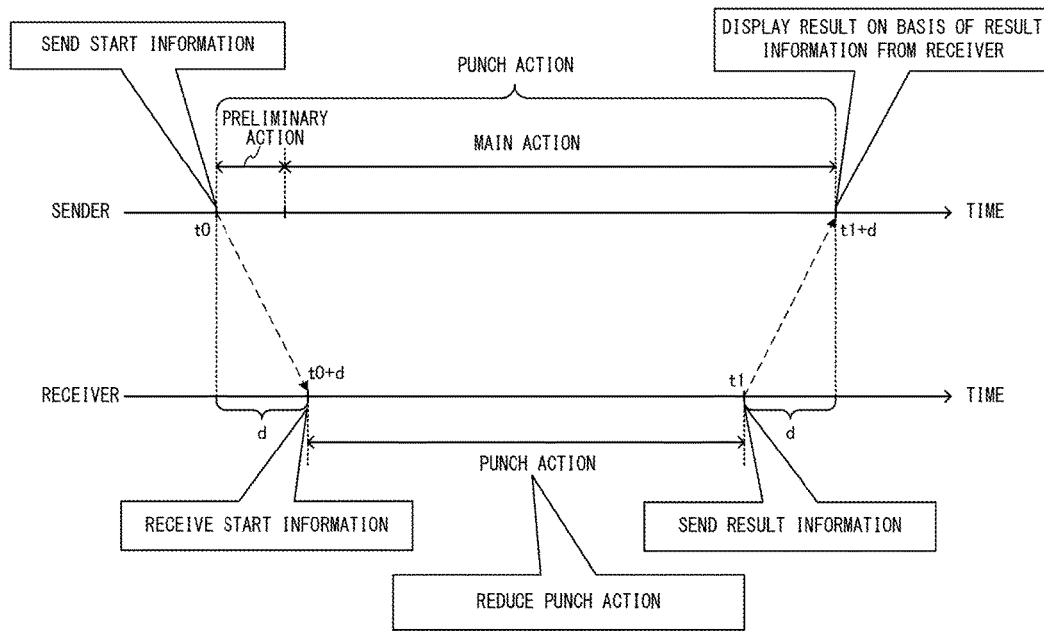 SEND START INFORMATION
DISPLAY RESULT ON BASIS OF RESULT
INFORMATION FROM RECEIVER
PUNCH ACTION
PRELIMINARY
ACTION
MAIN ACTION
SENDER
TIME
t0
t1+d
t0+d
t1
RECEIVER
TIME
d
d
PUNCH ACTION
RECEIVE START INFORMATION
SEND RESULT INFORMATION
REDUCE PUNCH ACTION